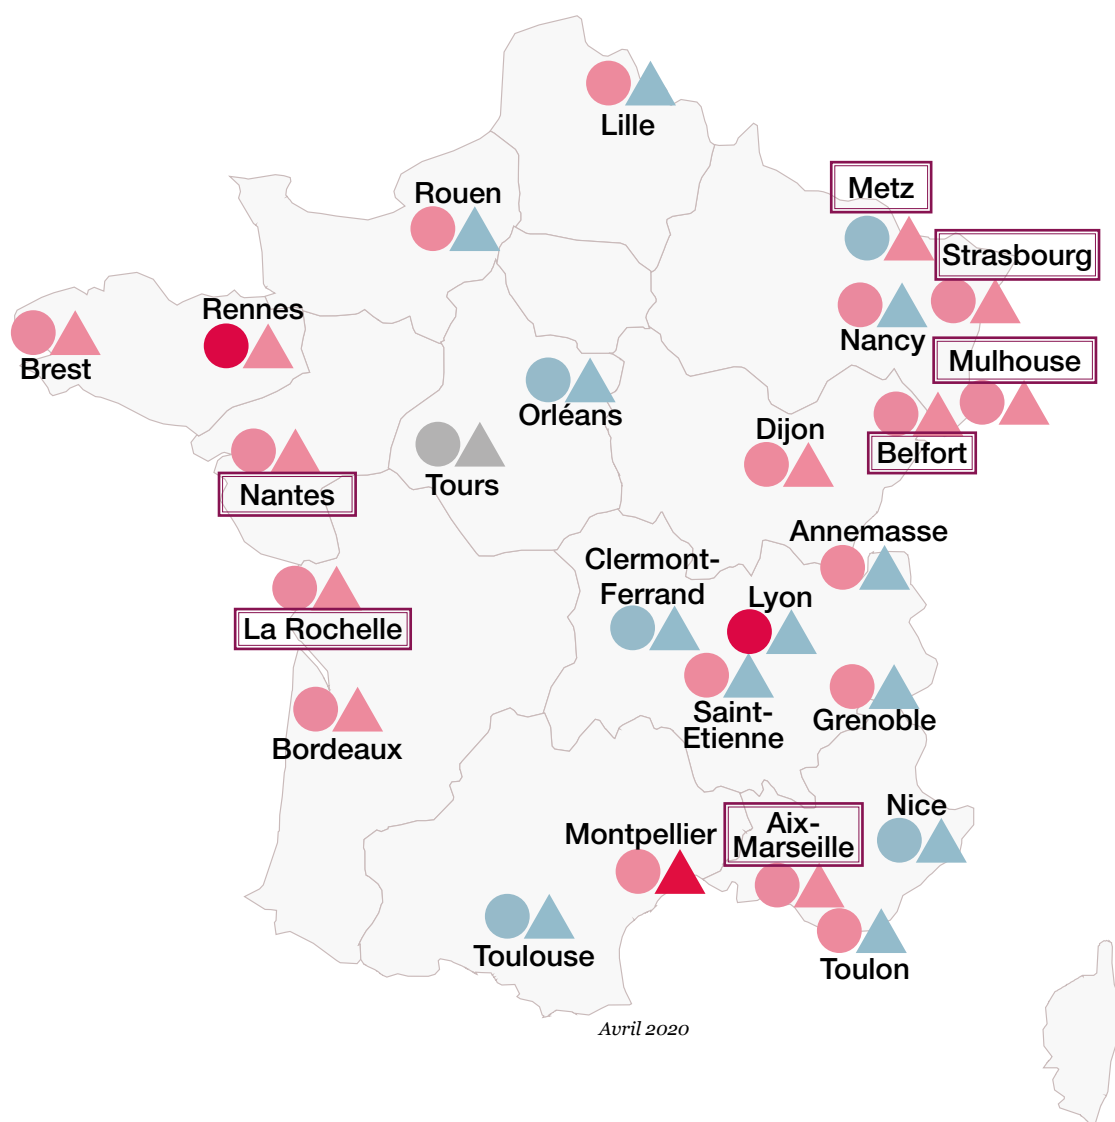 Lille
Rouen
Metz
Strasbourg
Rennes
Nancy
Brest
Mulhouse
Orléans
Dijon
Belfort
Tours
Nantes
Annemasse
Clermont-
Ferrand
Lyon
La Rochelle
Saint-
Etienne
Grenoble
Bordeaux
Nice
Montpellier
Aix-
Marseille
Toulouse
Toulon
Avril 2020